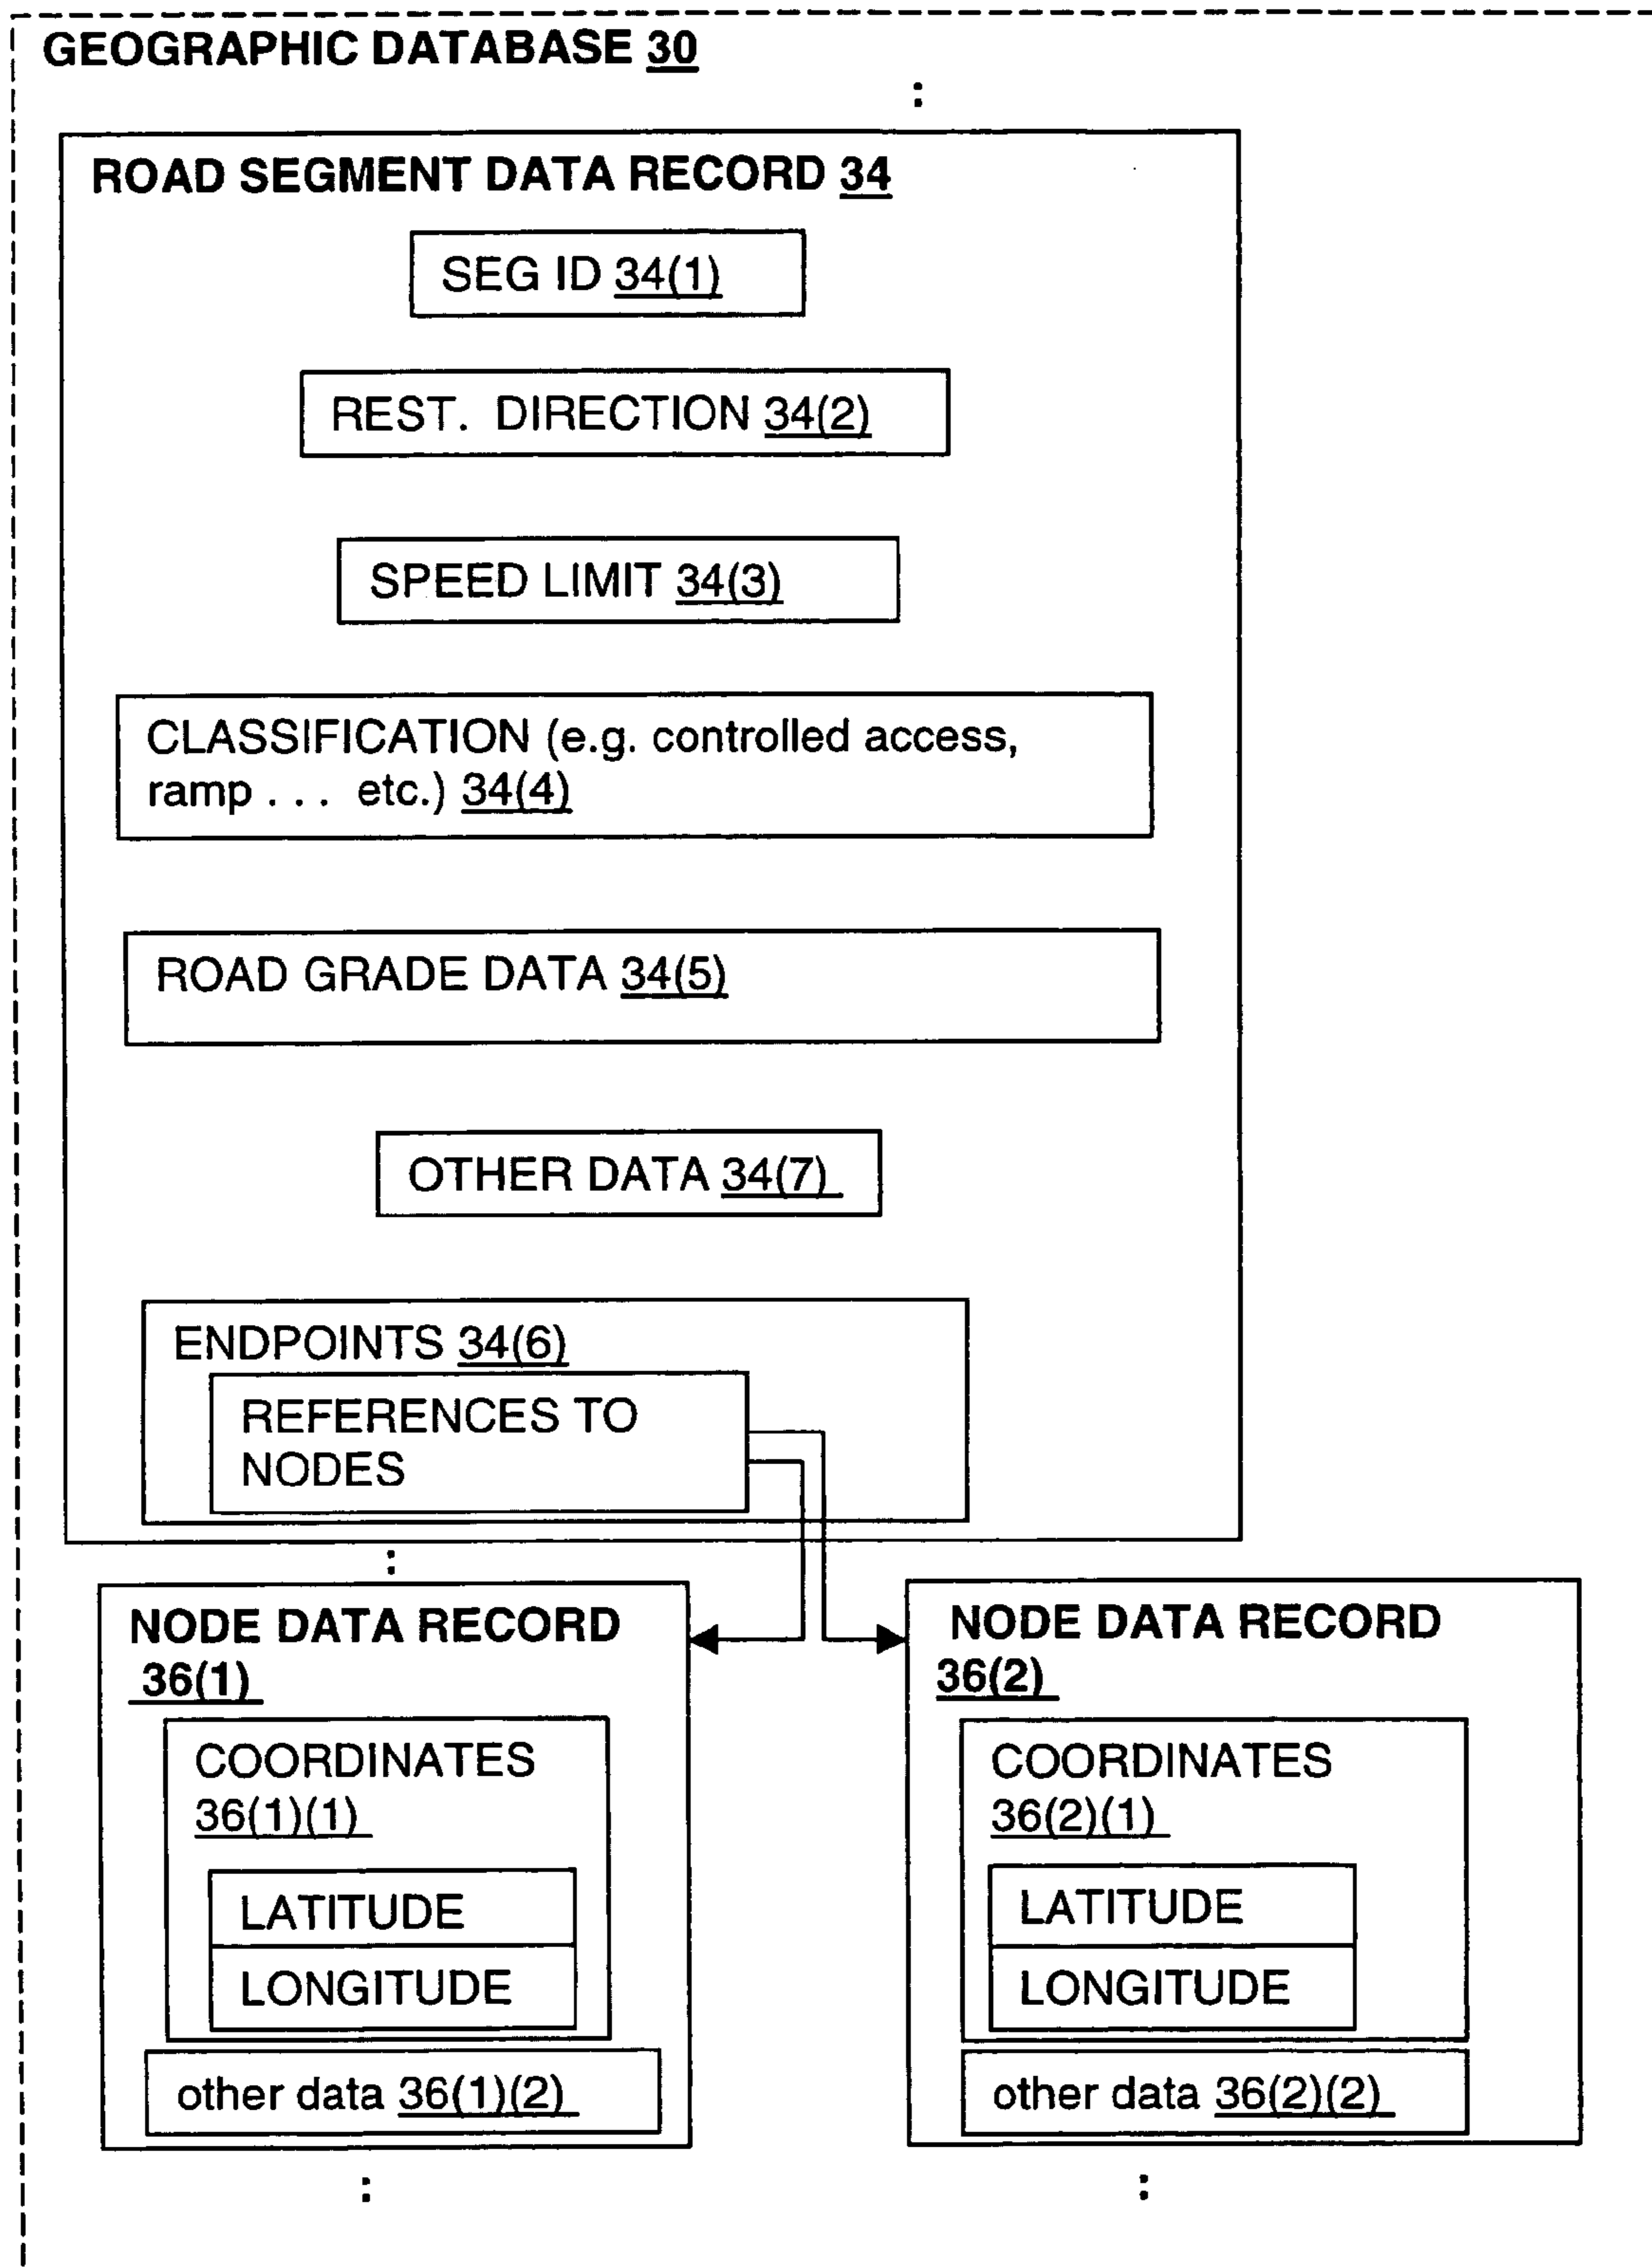 GEOGRAPHIC DATABASE 30
:
ROAD SEGMENT DATA RECORD 34
SEG ID 34(1)
REST. DIRECTION 34(2)
SPEED LIMIT 34(3)
CLASSIFICATION (e.g. controlled access,
ramp . . . etc.) 34(4)
ROAD GRADE DATA 34(5)
OTHER DATA 34(7)
ENDPOINTS 34(6)
REFERENCES TO
NODES
:
NODE DATA RECORD
36(1)
COORDINATES
36(1)(1)
LATITUDE
LONGITUDE
other data 36(1)(2)
:
NODE DATA RECORD
36(2)
COORDINATES
36(2)(1)
LATITUDE
LONGITUDE
other data 36(2)(2)
: